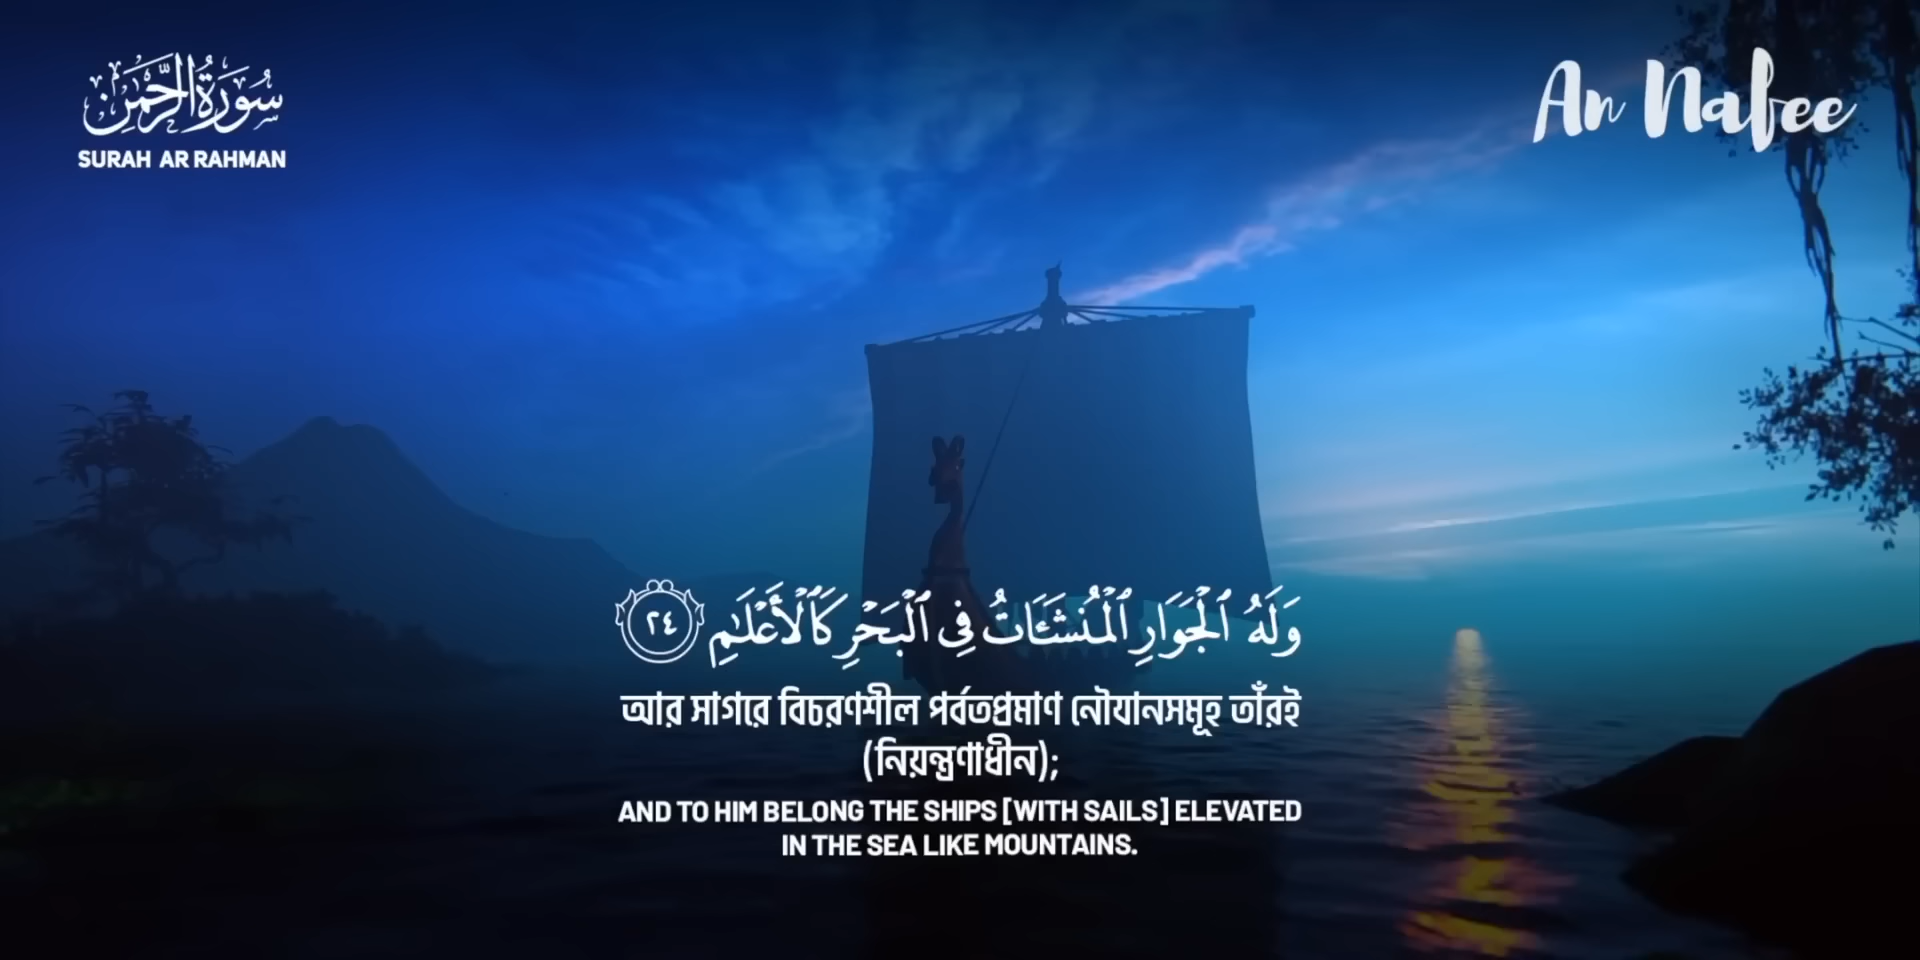 سُورَةُ الرَّحْمَٰن
SURAH AR RAHMAN
An Nafee
وَلَهُ ٱلْجَوَارِ ٱلْمُنشَـَٔاتُ فِى ٱلْبَحْرِ كَٱلْأَعْلَـٰمِ ٢٤
আর সাগরে বিচরণশীল পর্বতপ্রমাণ নৌযানসমূহ তাঁরই
(নিয়ন্ত্রণাধীন);
AND TO HIM BELONG THE SHIPS [WITH SAILS] ELEVATED
IN THE SEA LIKE MOUNTAINS.